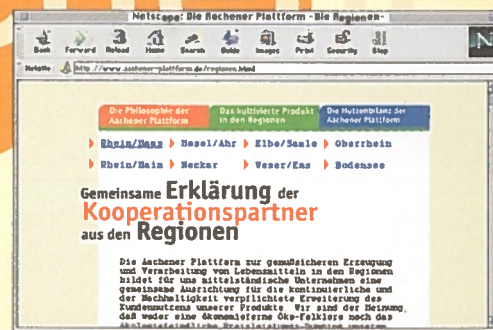 Netscape: Die Aachener Plattform -Die Regionen-
Back Forward Reload Home Search Guide Images Print Security Stop
N
Netsite http://www.aachener-plattform.de/regionen.html
Die Philosophie der Aachener Plattform
Das kultivierte Produkt in den Regionen
Die Nutzenbilanz der Aachener Plattform
Rhein/Maas Mosel/Ahr Elbe/Saale Oberrhein
Rhein/Main Neckar Weser/Ems Bodensee
Gemeinsame Erklärung der
Kooperationspartner
aus den Regionen
Die Aachener Plattform zur genußsicheren Erzeugung
und Verarbeitung von Lebensmitteln in den Regionen
bildet für uns mittelständische Unternehmen eine
gemeinsame Ausrichtung für die kontinuierliche und
der Nachhaltigkeit verpflichtete Erweiterung des
Kundennutzens unserer Produkte. Wir sind der Meinung,
daß weder eine ökonomieferne Öko-Folklore noch das